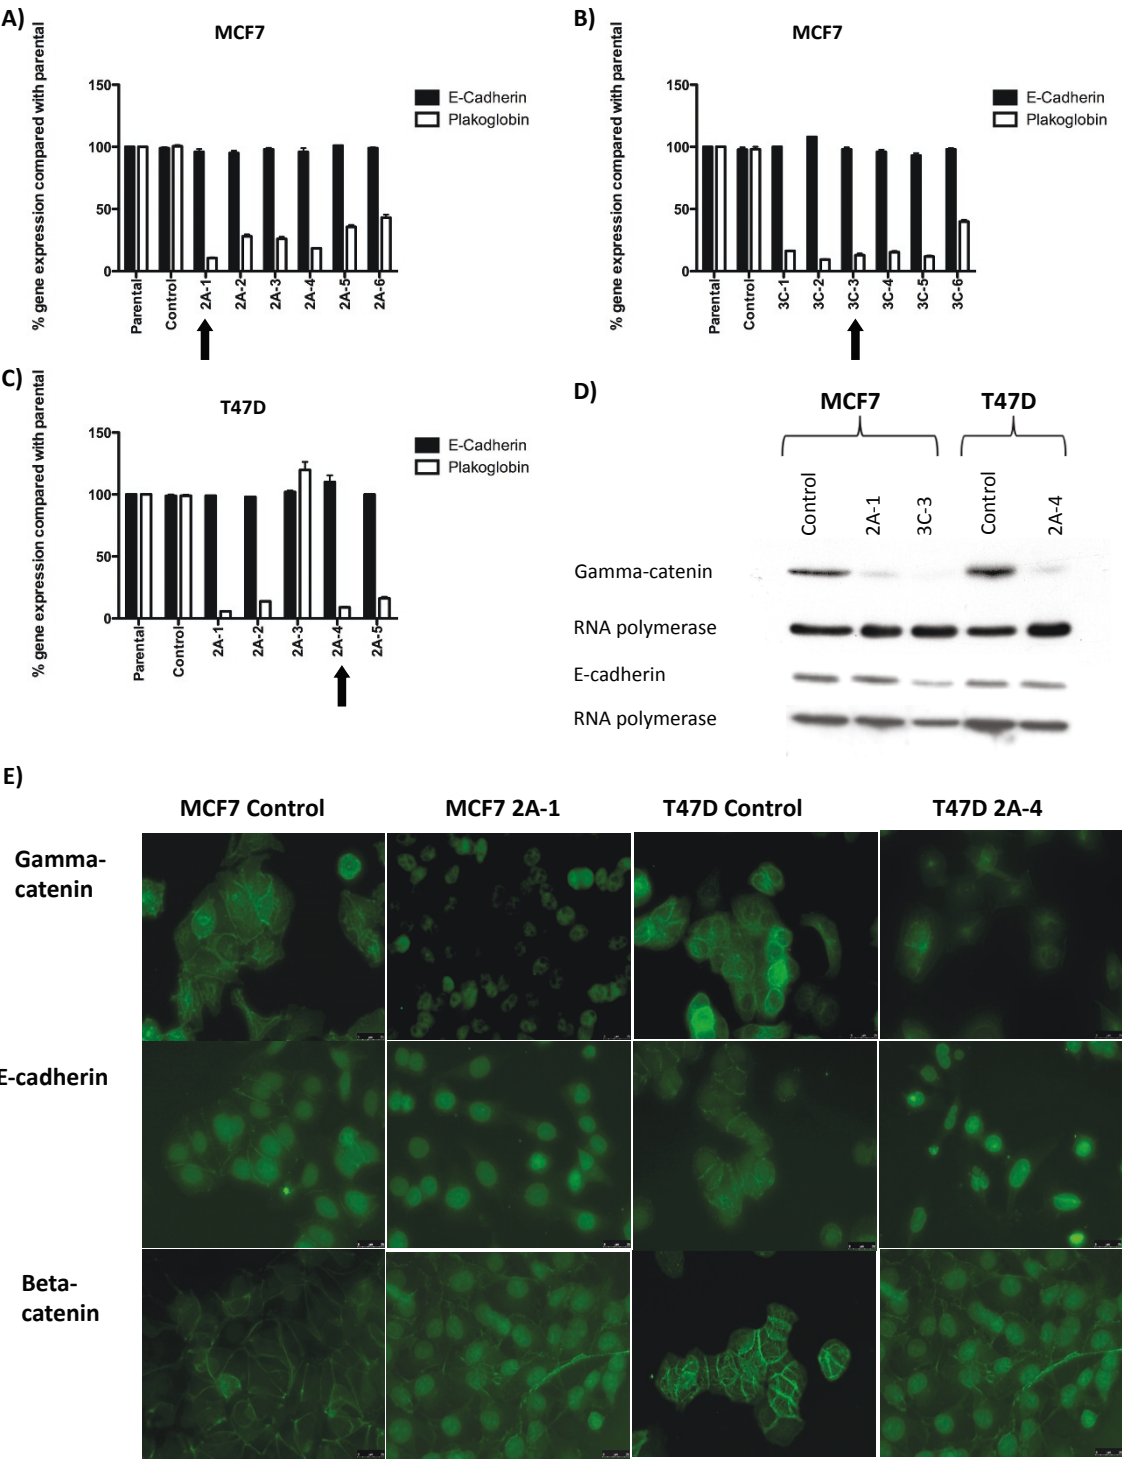 A)
MCF7
% gene expression compared with parental
150
100
50
0
E-Cadherin
Plakoglobin
Parental
Control
2A-1
2A-2
2A-3
2A-4
2A-5
2A-6
B)
MCF7
% gene expression compared with parental
150
100
50
0
E-Cadherin
Plakoglobin
Parental
Control
3C-1
3C-2
3C-3
3C-4
3C-5
3C-6
C)
T47D
% gene expression compared with parental
150
100
50
0
E-Cadherin
Plakoglobin
Parental
Control
2A-1
2A-2
2A-3
2A-4
2A-5
D)
MCF7
T47D
Control
2A-1
3C-3
Control
2A-4
Gamma-catenin
RNA polymerase
E-cadherin
RNA polymerase
E)
MCF7 Control
MCF7 2A-1
T47D Control
T47D 2A-4
Gamma-
catenin
E-cadherin
Beta-
catenin